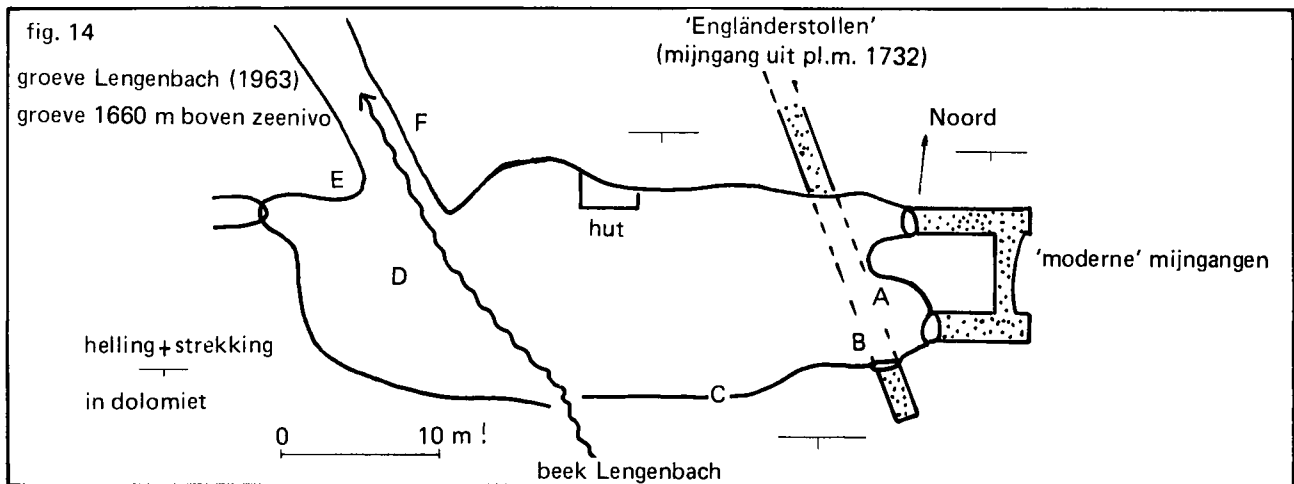 fig. 14
groeve Lengenbach (1963)
groeve 1660 m boven zeenivo
'Engländerstollen'
(mijngang uit pl.m. 1732)
F
Noord
E
hut
'moderne' mijngangen
D
A
B
helling + strekking
in dolomiet
C
0 10 m !
beek Lengenbach